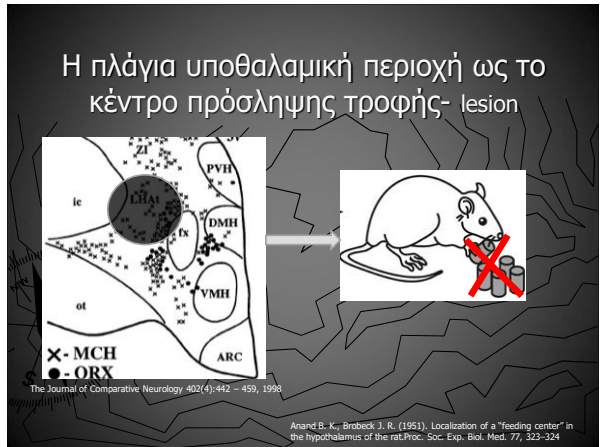 Η πλάγια υποθαλαμική περιοχή ως το
κέντρο πρόσληψης τροφής- lesion
ZI
PVH
ic
LHAt
DMH
fx
VMH
ot
ARC
× - MCH
● - ORX
The Journal of Comparative Neurology 402(4):442 – 459, 1998
Anand B. K., Brobeck J. R. (1951). Localization of a "feeding center" in
the hypothalamus of the rat.Proc. Soc. Exp. Biol. Med. 77, 323–324